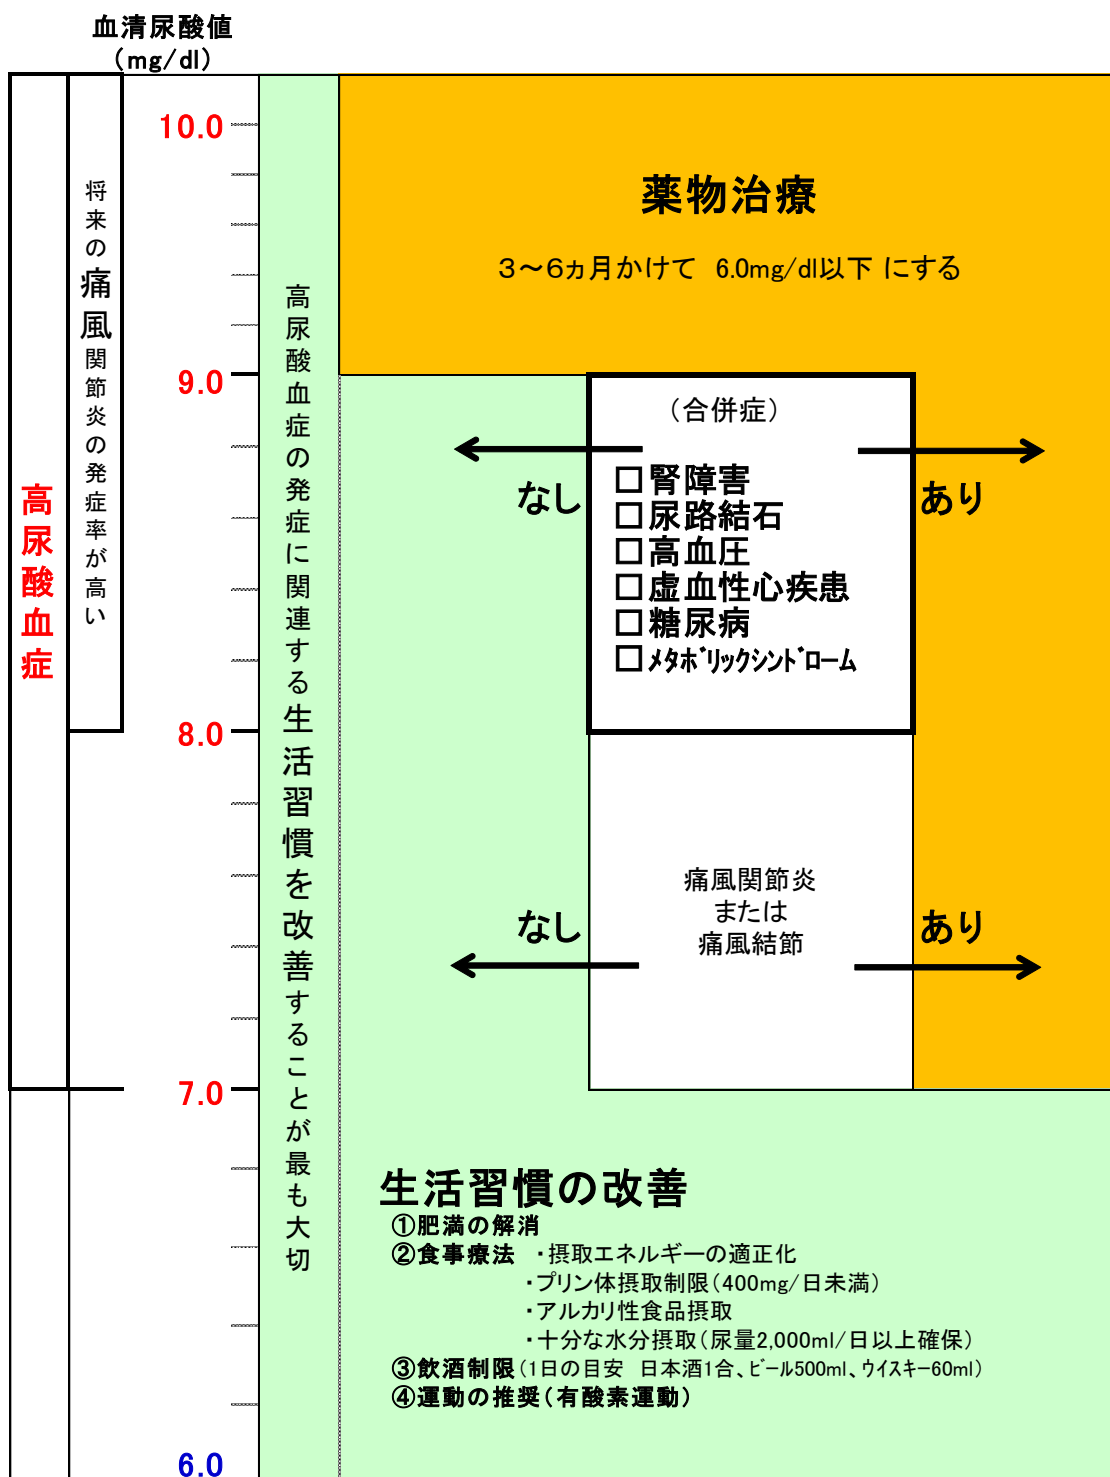 血清尿酸値
(mg/dl)
高尿酸血症
将来の痛風関節炎の発症率が高い
10.0
9.0
8.0
7.0
6.0
高尿酸血症の発症に関連する生活習慣を改善することが最も大切
薬物治療
3～6ヵ月かけて 6.0mg/dl以下 にする
（合併症）
なし
あり
□腎障害
□尿路結石
□高血圧
□虚血性心疾患
□糖尿病
□ﾒﾀﾎﾞﾘｯｸｼﾝﾄﾞﾛｰﾑ
痛風関節炎
または
痛風結節
なし
あり
生活習慣の改善
①肥満の解消
②食事療法 ・摂取エネルギーの適正化
・プリン体摂取制限（400mg/日未満）
・アルカリ性食品摂取
・十分な水分摂取（尿量2,000ml/日以上確保）
③飲酒制限（1日の目安 日本酒1合、ﾋﾞｰﾙ500ml、ｳｲｽｷｰ60ml）
④運動の推奨（有酸素運動）